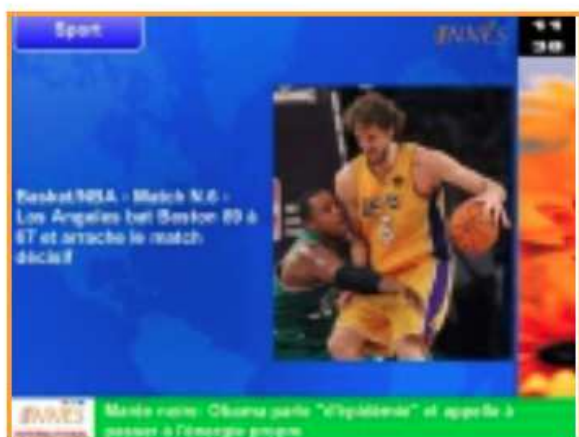 Sport
11
38
Basket/NBA - Match N.6 -
Los Angeles bat Boston 89 à
67 et arrache le match
décisif
Marée noire: Obama parle "d'épidémie" et appelle à
passer à l'énergie propre